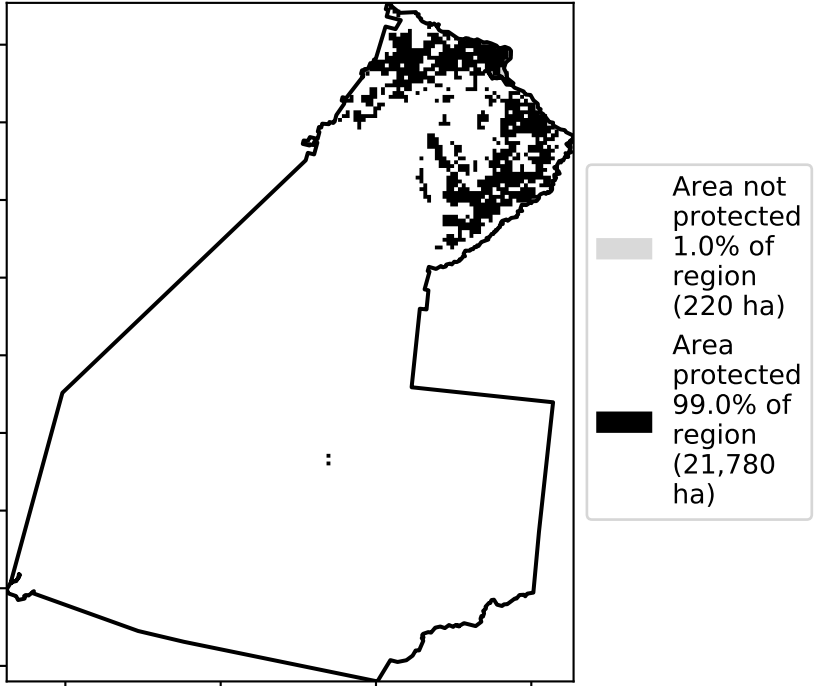 Area not
protected
1.0% of
region
(220 ha)
Area
protected
99.0% of
region
(21,780
ha)